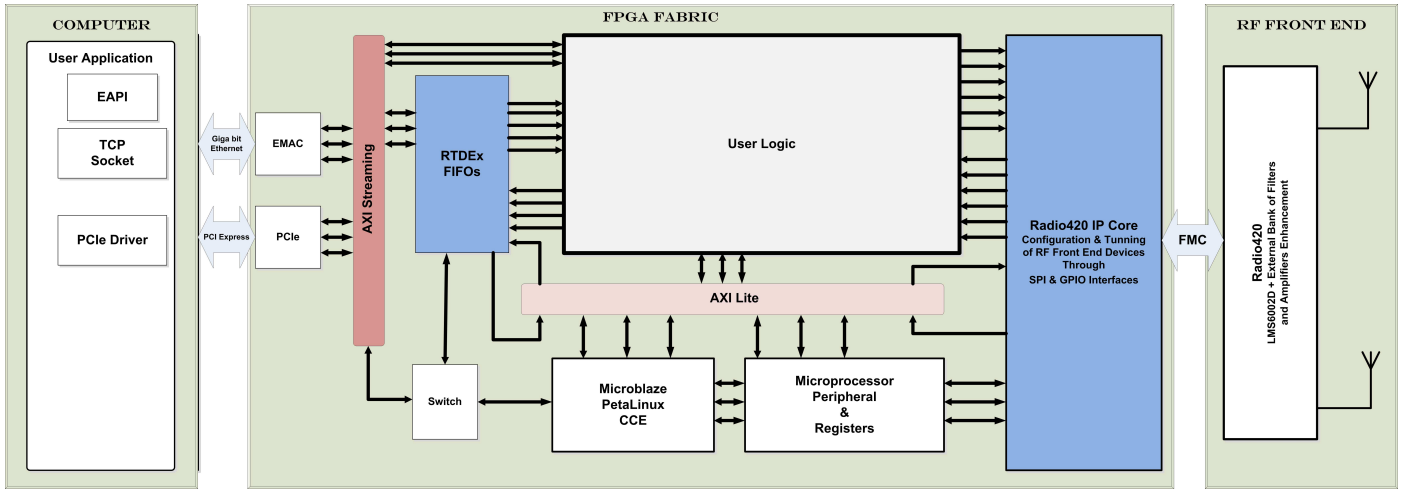 COMPUTER
User Application
EAPI
TCP
Socket
PCIe Driver
Giga bit
Ethernet
PCI Express
FPGA FABRIC
EMAC
PCIe
AXI Streaming
RTDEx
FIFOs
User Logic
AXI Lite
Switch
Microblaze
PetaLinux
CCE
Microprocessor
Peripheral
&
Registers
Radio420 IP Core
Configuration & Tunning
of RF Front End Devices
Through
SPI & GPIO Interfaces
FMC
RF FRONT END
Radio420
LMS6002D + External Bank of Filters
and Amplifiers Enhancement